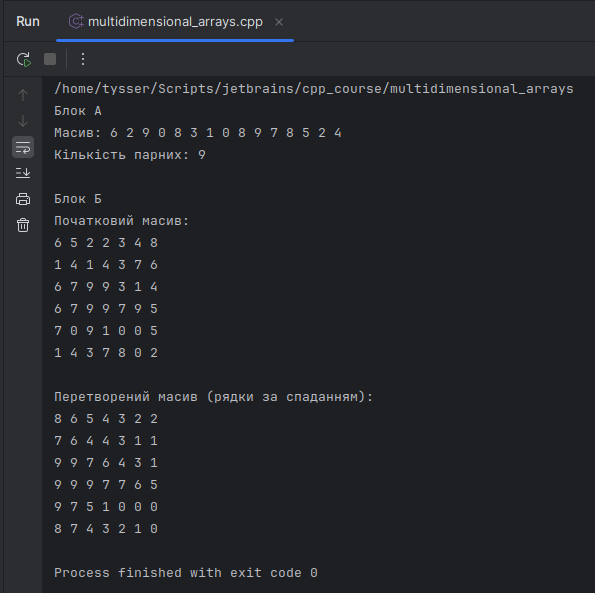 Run
multidimensional_arrays.cpp
/home/tysser/Scripts/jetbrains/cpp_course/multidimensional_arrays
Блок А
Масив: 6 2 9 0 8 3 1 0 8 9 7 8 5 2 4
Кількість парних: 9
Блок Б
Початковий масив:
6 5 2 2 3 4 8
1 4 1 4 3 7 6
6 7 9 9 3 1 4
6 7 9 9 7 9 5
7 0 9 1 0 0 5
1 4 3 7 8 0 2
Перетворений масив (рядки за спаданням):
8 6 5 4 3 2 2
7 6 4 4 3 1 1
9 9 7 6 4 3 1
9 9 9 7 7 6 5
9 7 5 1 0 0 0
8 7 4 3 2 1 0
Process finished with exit code 0